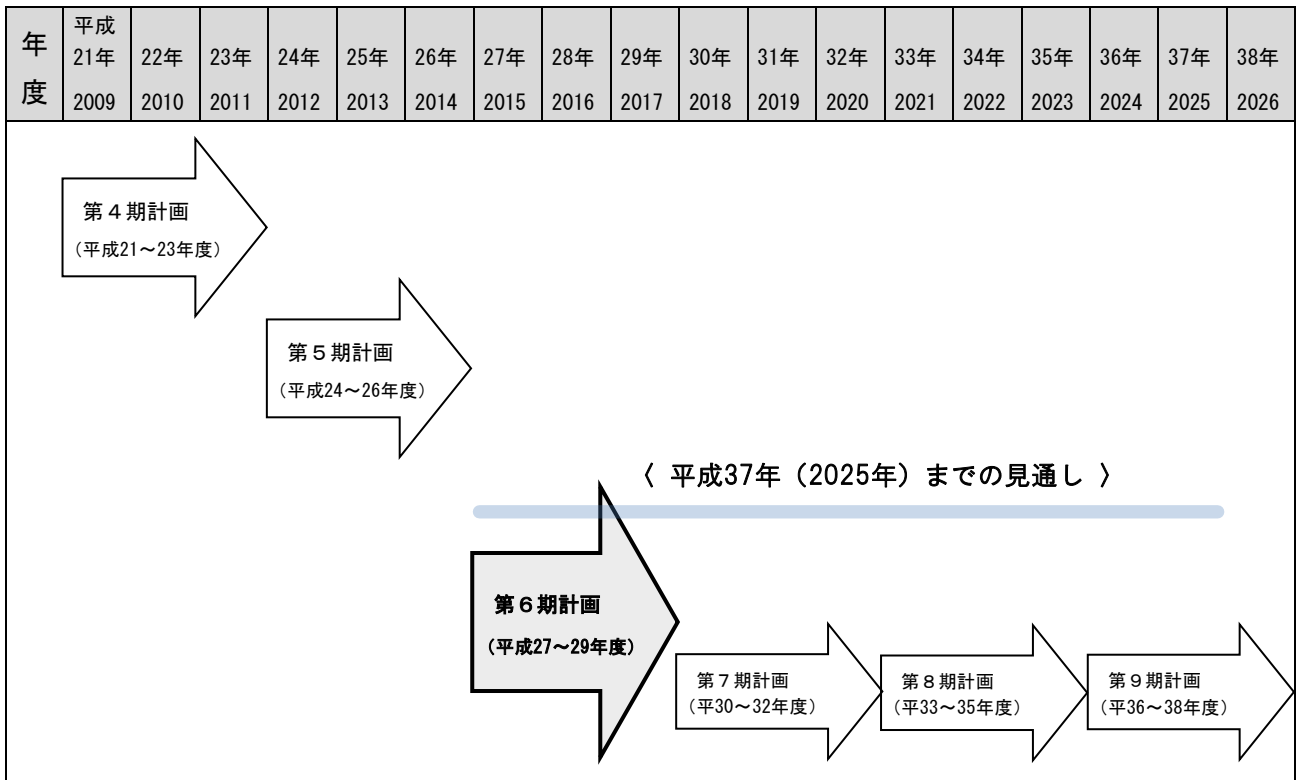 年度
平成
21年 22年 23年 24年 25年 26年 27年 28年 29年 30年 31年 32年 33年 34年 35年 36年 37年 38年
2009 2010 2011 2012 2013 2014 2015 2016 2017 2018 2019 2020 2021 2022 2023 2024 2025 2026
第4期計画
(平成21～23年度)
第5期計画
(平成24～26年度)
〈 平成37年（2025年）までの見通し 〉
第6期計画
(平成27～29年度)
第7期計画
(平30～32年度)
第8期計画
(平33～35年度)
第9期計画
(平36～38年度)